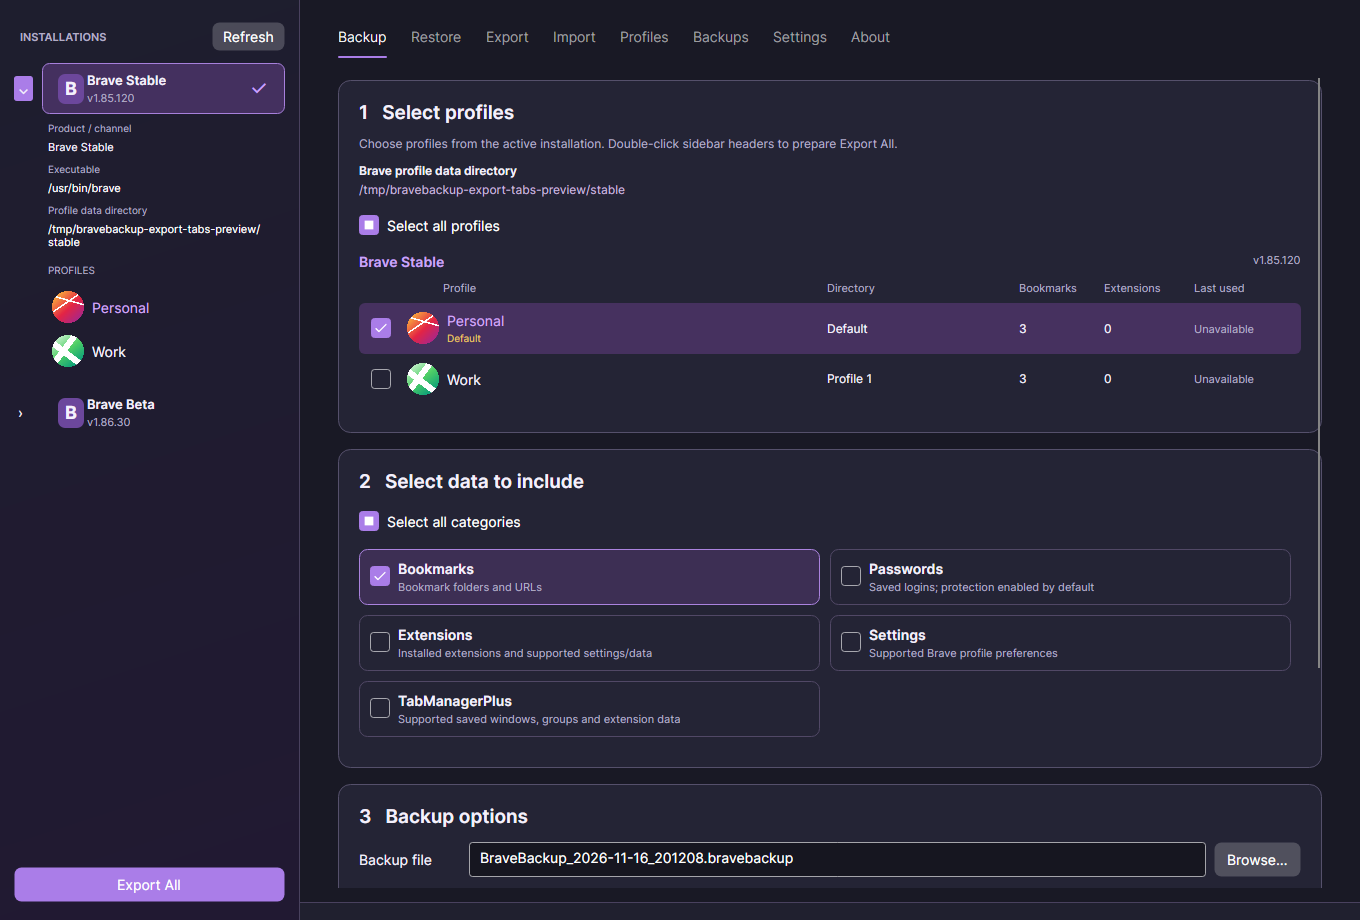 INSTALLATIONS
Refresh
B
Brave Stable
v1.85.120
Product / channel
Brave Stable
Executable
/usr/bin/brave
Profile data directory
/tmp/bravebackup-export-tabs-preview/
stable
PROFILES
Personal
Work
B
Brave Beta
v1.86.30
Export All
Backup Restore Export Import Profiles Backups Settings About
1 Select profiles
Choose profiles from the active installation. Double-click sidebar headers to prepare Export All.
Brave profile data directory
/tmp/bravebackup-export-tabs-preview/stable
Select all profiles
Brave Stable v1.85.120
Profile Directory Bookmarks Extensions Last used
Personal Default 3 0 Unavailable
Default
Work Profile 1 3 0 Unavailable
2 Select data to include
Select all categories
Bookmarks
Bookmark folders and URLs
Passwords
Saved logins; protection enabled by default
Extensions
Installed extensions and supported settings/data
Settings
Supported Brave profile preferences
TabManagerPlus
Supported saved windows, groups and extension data
3 Backup options
Backup file BraveBackup_2026-11-16_201208.bravebackup Browse...